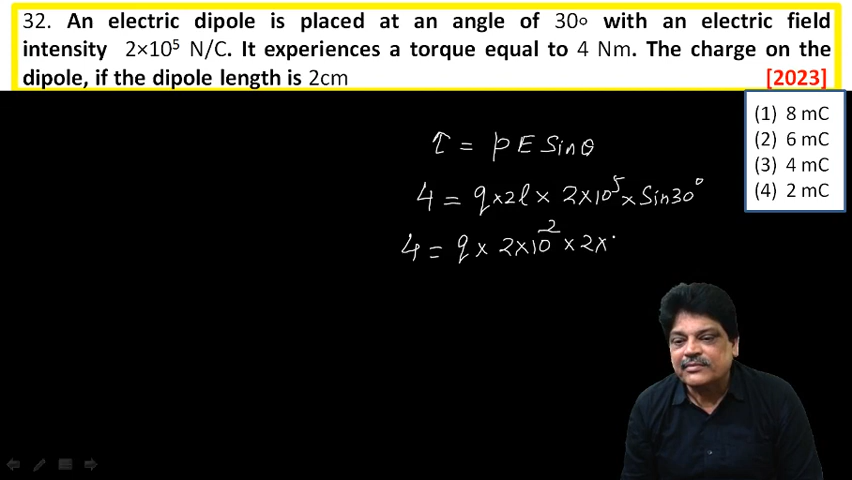 32. An electric dipole is placed at an angle of 30∘ with an electric field
intensity 2×10⁵ N/C. It experiences a torque equal to 4 Nm. The charge on the
dipole, if the dipole length is 2cm [2023]
(1) 8 mC
(2) 6 mC
(3) 4 mC
(4) 2 mC
τ = pE Sinθ
4 = q×2l × 2×10⁵ × Sin30°
4 = q × 2×10⁻² × 2×